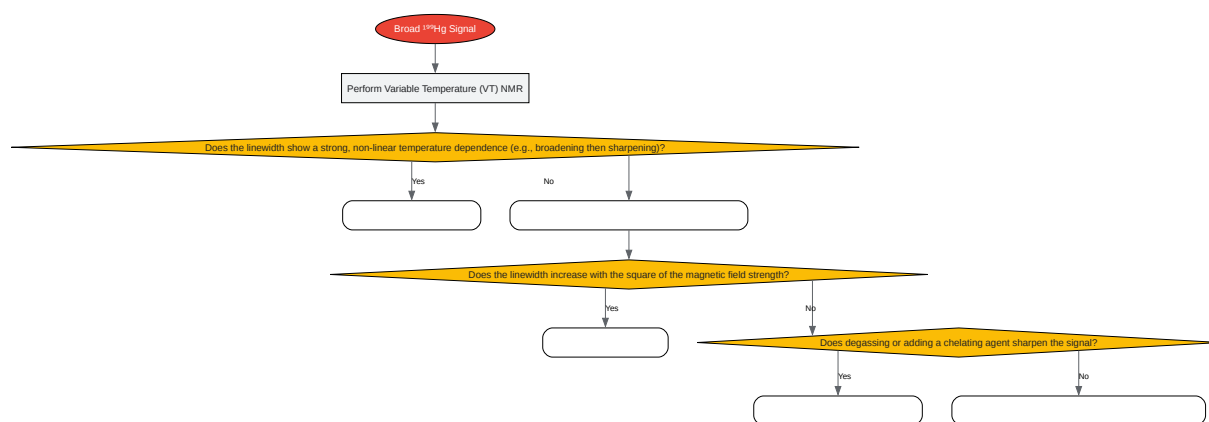 Broad ¹⁹⁹Hg Signal
Perform Variable Temperature (VT) NMR
Does the linewidth show a strong, non-linear temperature dependence (e.g., broadening then sharpening)?
Yes
No
Does the linewidth increase with the square of the magnetic field strength?
Yes
No
Does degassing or adding a chelating agent sharpen the signal?
Yes
No